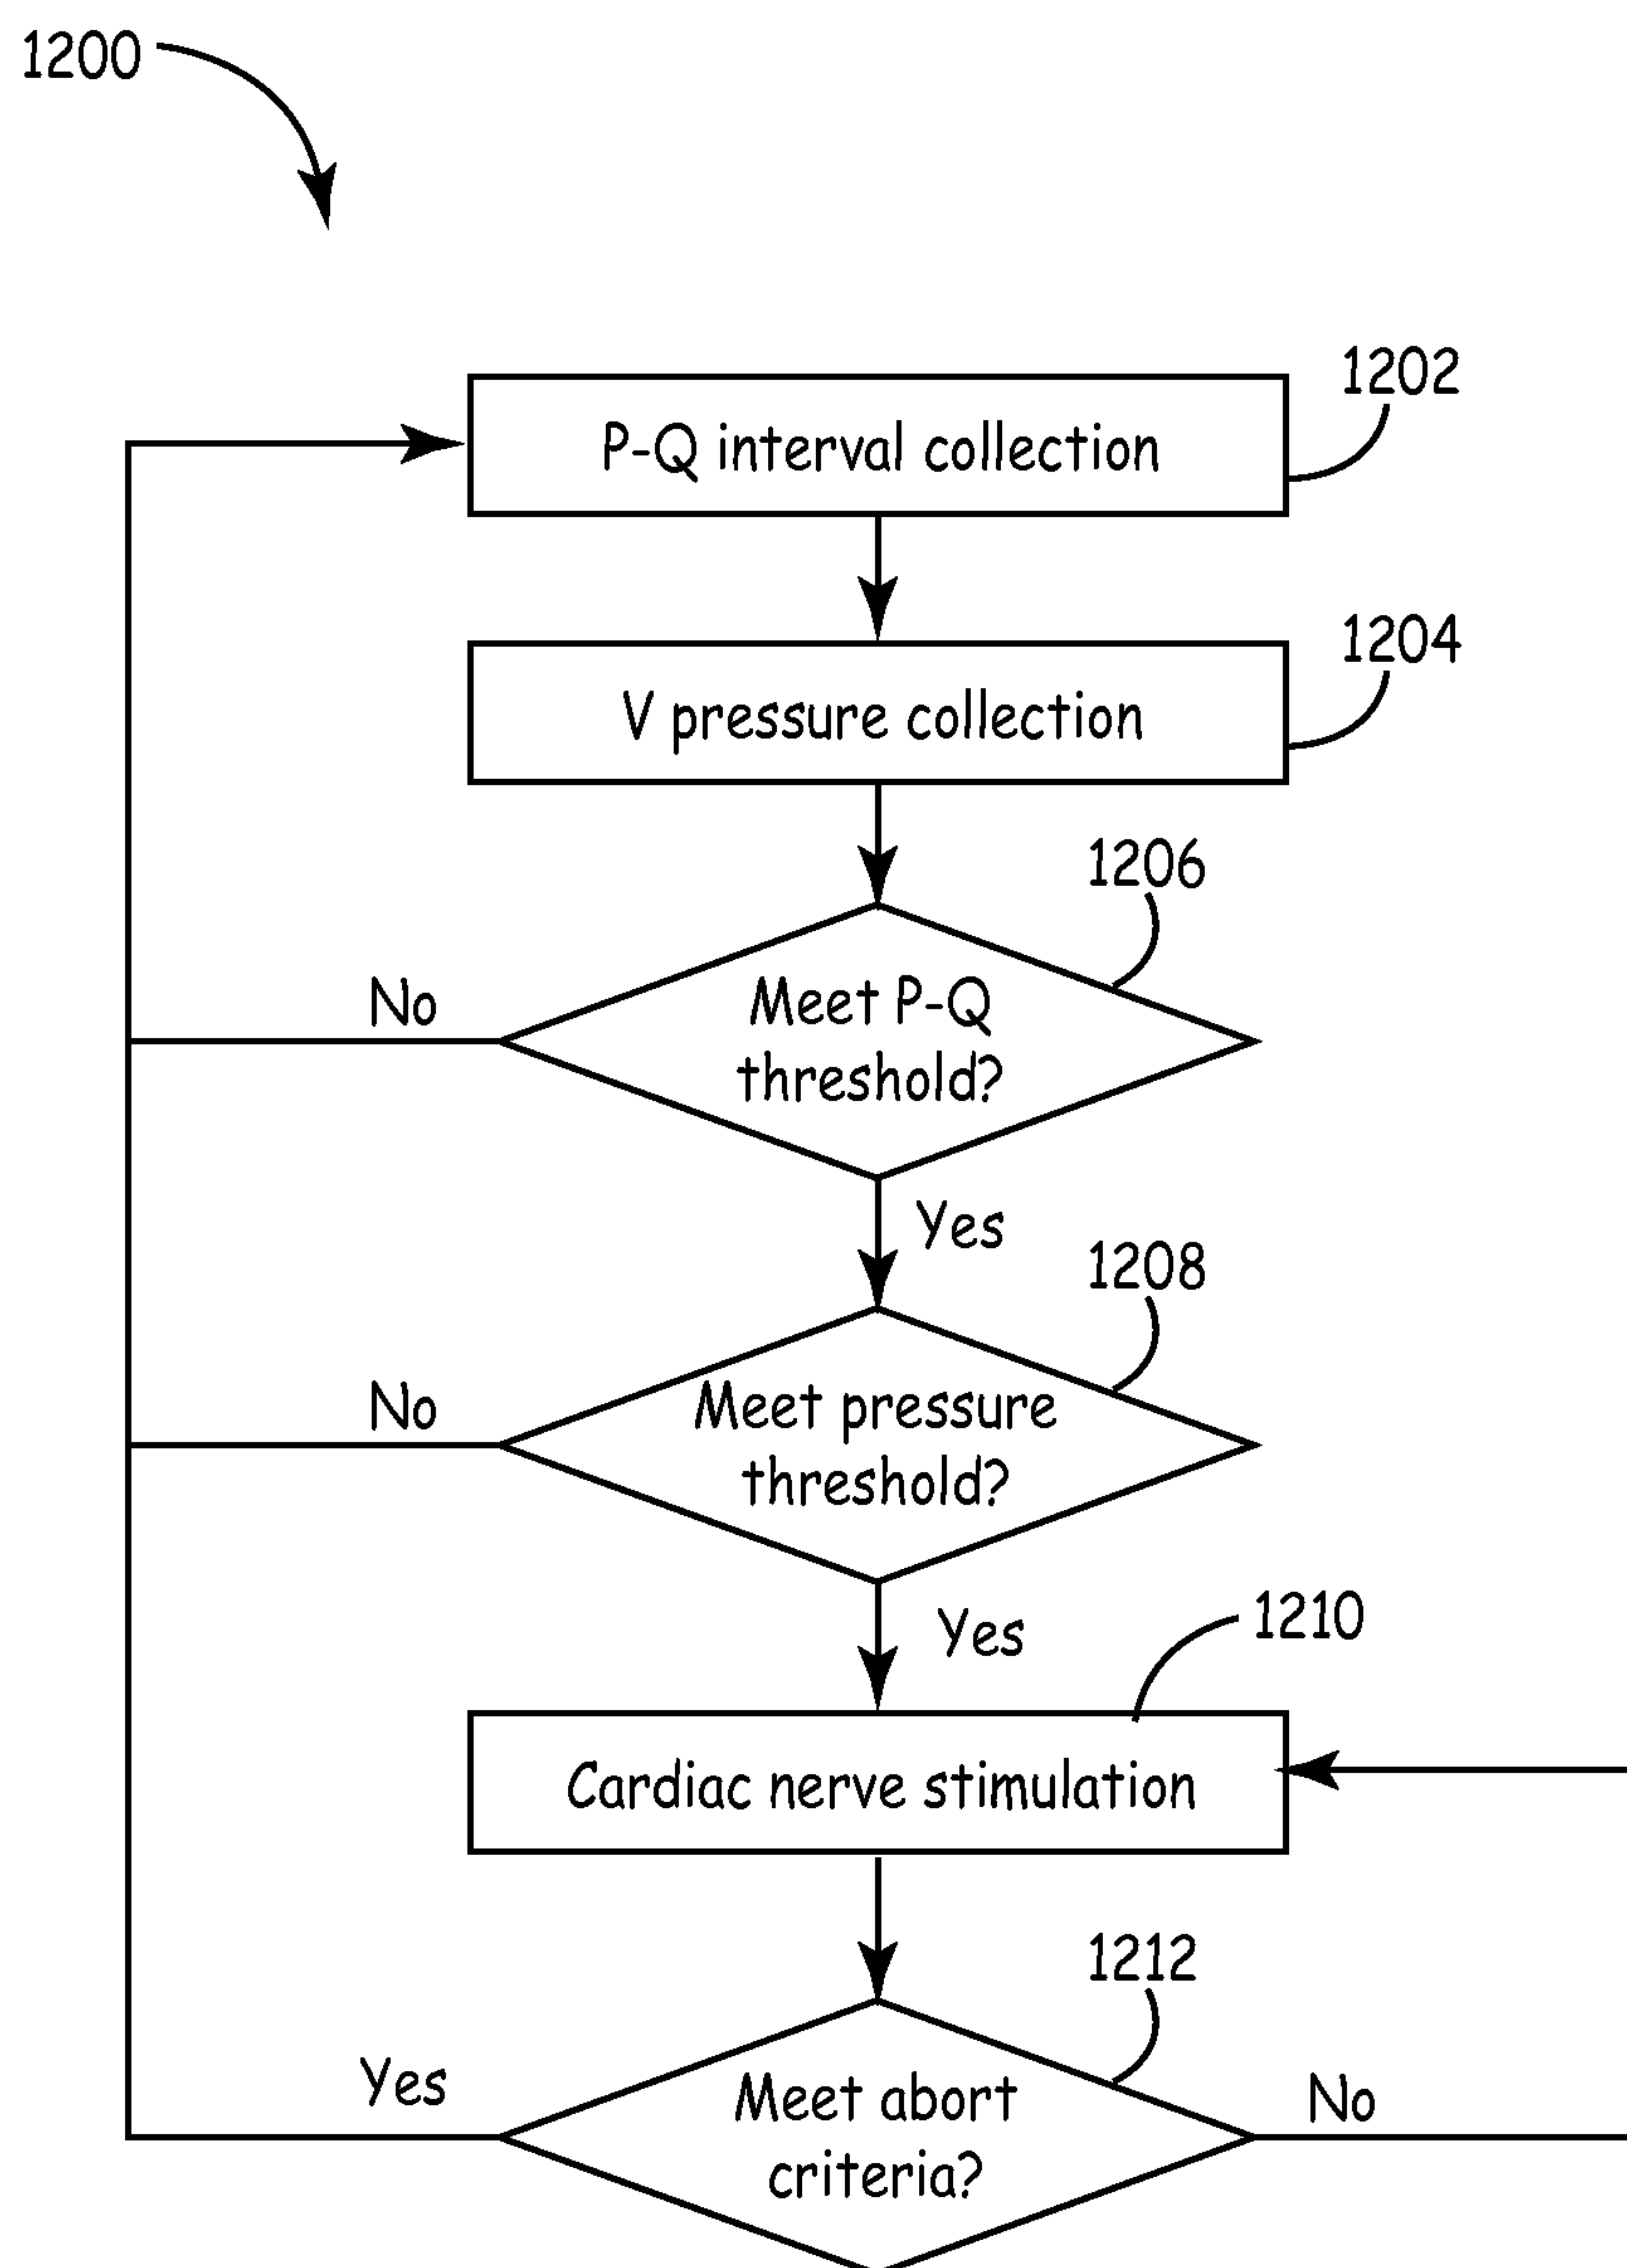 1200
1202
P-Q interval collection
1204
V pressure collection
1206
Meet P-Q
threshold?
No
Yes
1208
Meet pressure
threshold?
No
Yes
1210
Cardiac nerve stimulation
1212
Meet abort
criteria?
Yes
No